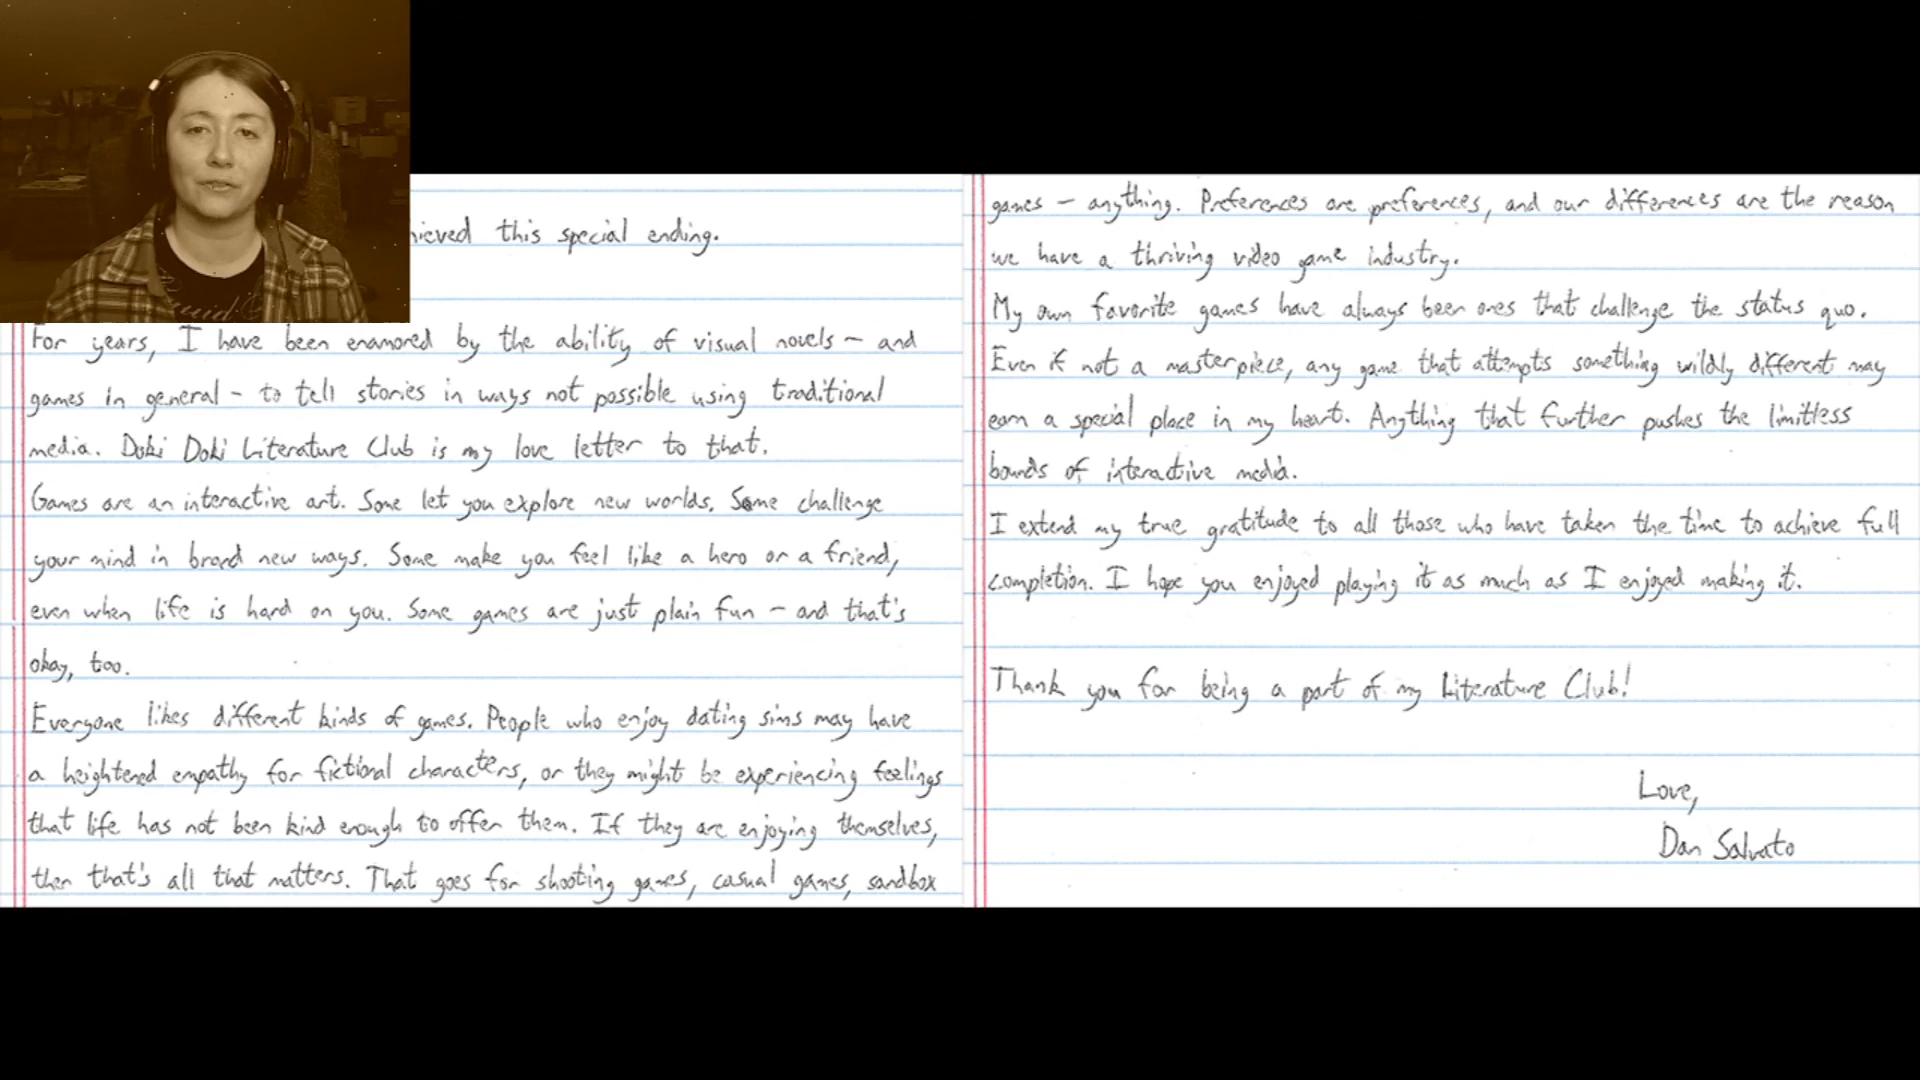 this special ending.
For years, I have been enamored by the ability of visual novels - and
games in general - to tell stories in ways not possible using traditional
media. Doki Doki Literature Club is my love letter to that.
Games are an interactive art. Some let you explore new worlds. Some challenge
your mind in brand new ways. Some make you feel like a hero or a friend,
even when life is hard on you. Some games are just plain fun - and that's
okay, too.
Everyone likes different kinds of games. People who enjoy dating sims may have
a heightened empathy for fictional characters, or they might be experiencing feelings
that life has not been kind enough to offer them. If they are enjoying themselves,
then that's all that matters. That goes for shooting games, casual games, sandbox
games - anything. Preferences are preferences, and our differences are the reason
we have a thriving video game industry.
My own favorite games have always been ones that challenge the status quo.
Even if not a masterpiece, any game that attempts something wildly different may
earn a special place in my heart. Anything that further pushes the limitless
bounds of interactive media.
I extend my true gratitude to all those who have taken the time to achieve full
completion. I hope you enjoyed playing it as much as I enjoyed making it.
Thank you for being a part of my Literature Club!
Love,
Dan Salvato